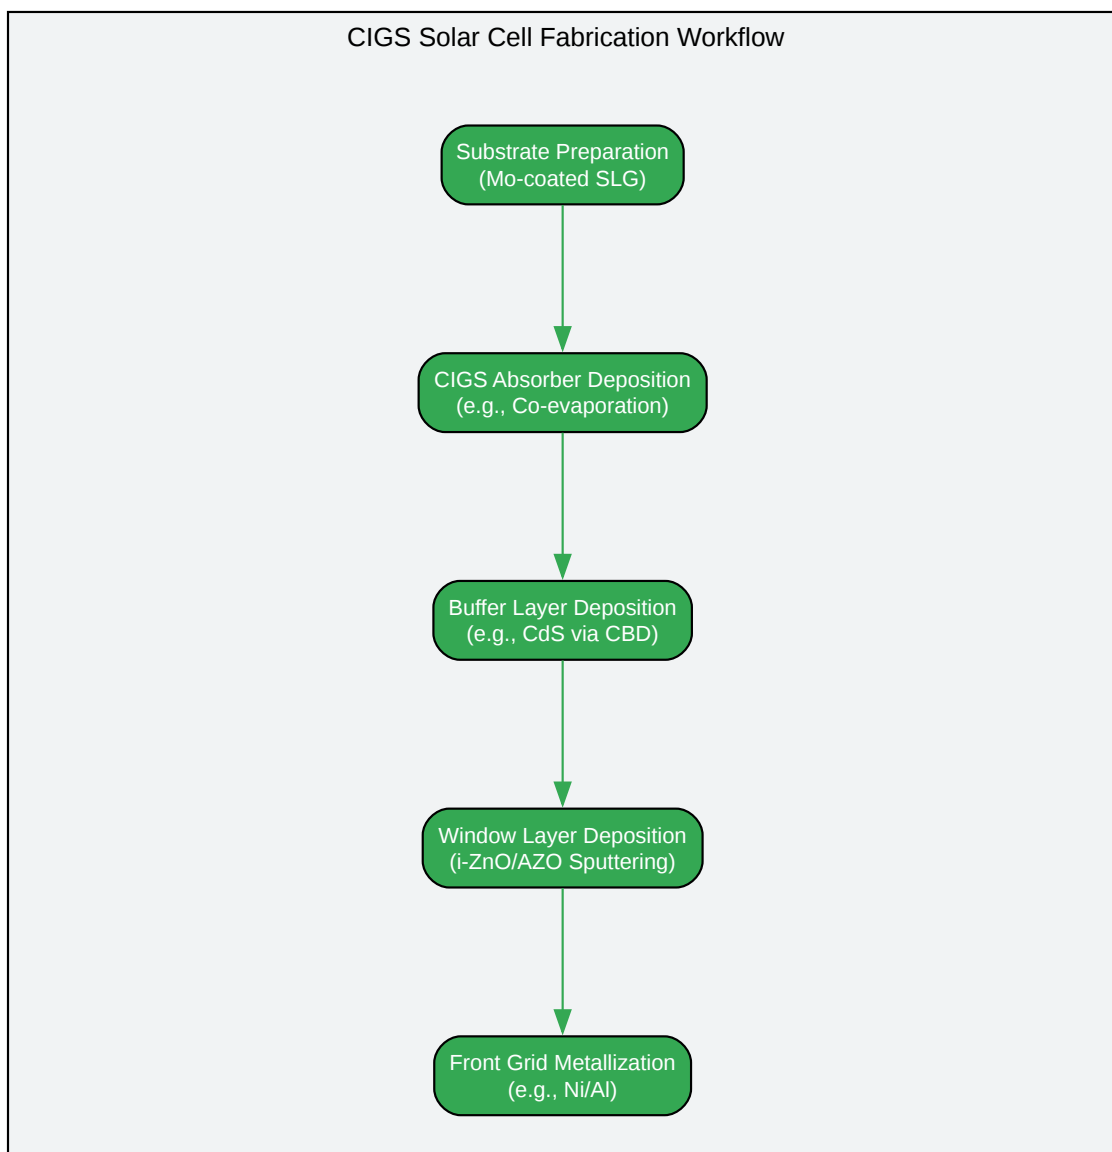 CIGS Solar Cell Fabrication Workflow
Substrate Preparation
(Mo-coated SLG)
CIGS Absorber Deposition
(e.g., Co-evaporation)
Buffer Layer Deposition
(e.g., CdS via CBD)
Window Layer Deposition
(i-ZnO/AZO Sputtering)
Front Grid Metallization
(e.g., Ni/Al)